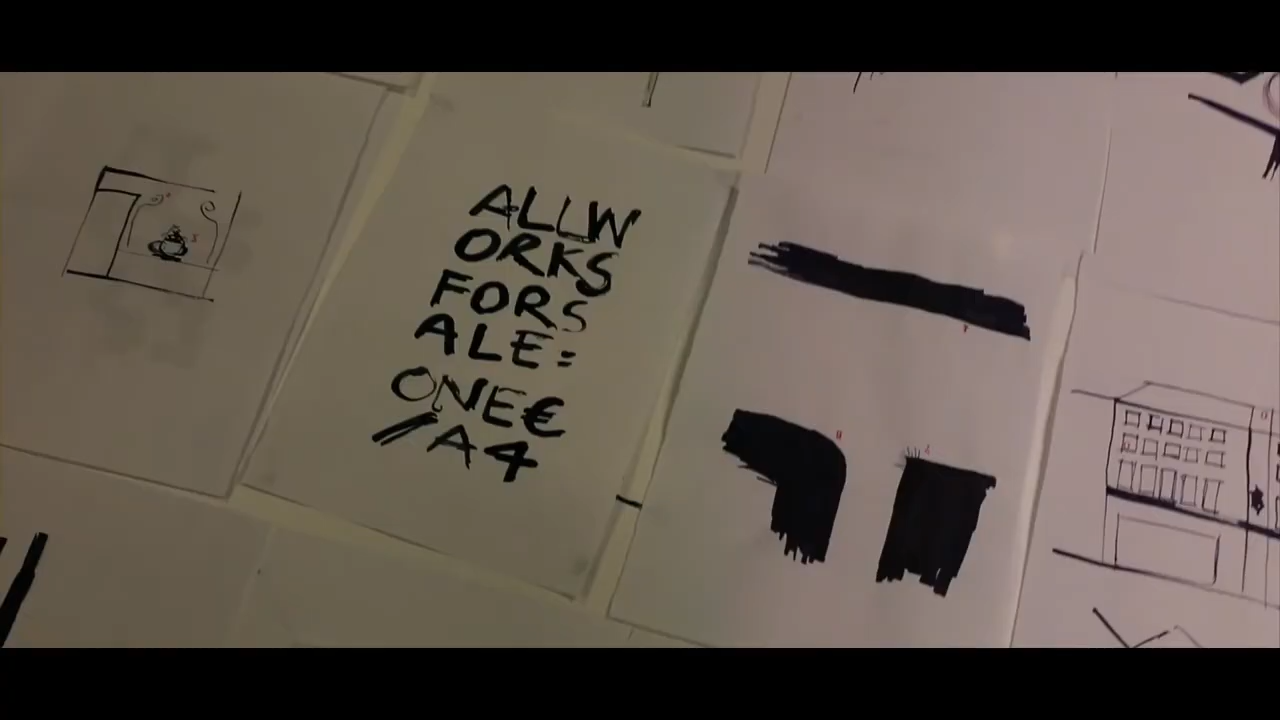 ALLW
ORKS
FORS
ALE=
ONE€
//A4